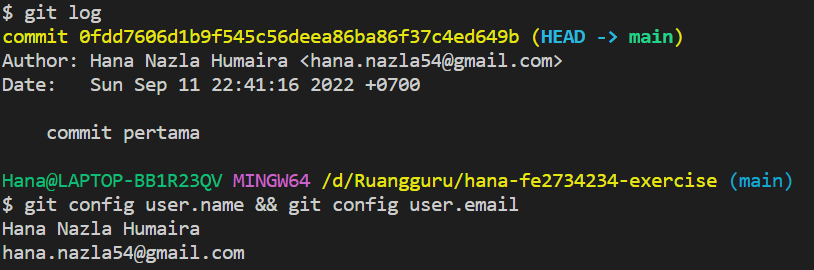 $ git log
commit 0fdd7606d1b9f545c56deea86ba86f37c4ed649b (HEAD -> main)
Author: Hana Nazla Humaira <hana.nazla54@gmail.com>
Date:   Sun Sep 11 22:41:16 2022 +0700
    commit pertama
Hana@LAPTOP-BB1R23QV MINGW64 /d/Ruangguru/hana-fe2734234-exercise (main)
$ git config user.name && git config user.email
Hana Nazla Humaira
hana.nazla54@gmail.com